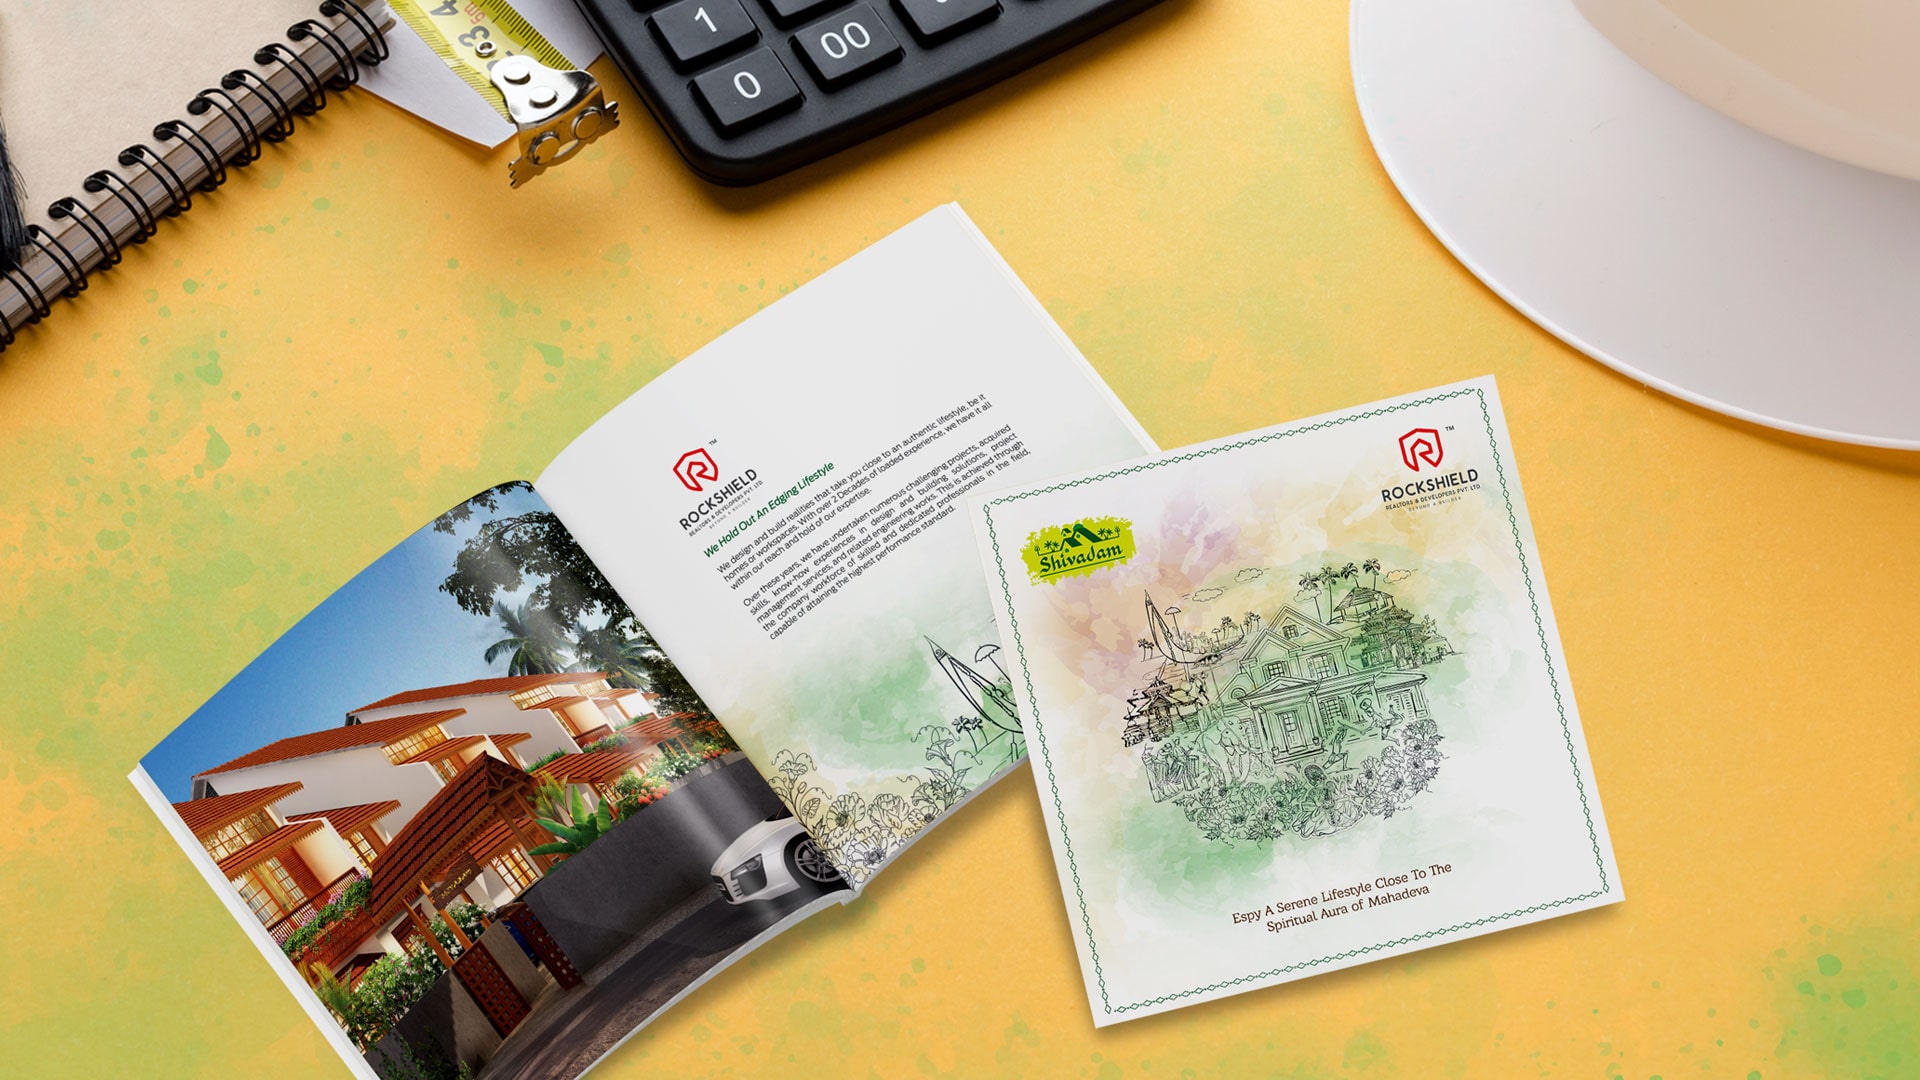 4
3
5m
1
00
0
™
ROCKSHIELD
REALTORS & DEVELOPERS PVT. LTD
BEYOND A BUILDER
We Hold Out An Edging Lifestyle
We design and build realities that take you close to an authentic lifestyle, be it
homes or workspaces. With over 2 Decades of loaded experience, we have it all
within our reach and hold of our expertise.
Over these years, we have undertaken numerous challenging projects, acquired
skills, know-how experiences in design and building solutions, project
management services, and related engineering works. This is achieved through
the company workforce of skilled and dedicated professionals in the field,
capable of attaining the highest performance standard.
™
ROCKSHIELD
REALTORS & DEVELOPERS PVT. LTD
BEYOND A BUILDER
Shivadam
Espy A Serene Lifestyle Close To The
Spiritual Aura of Mahadeva